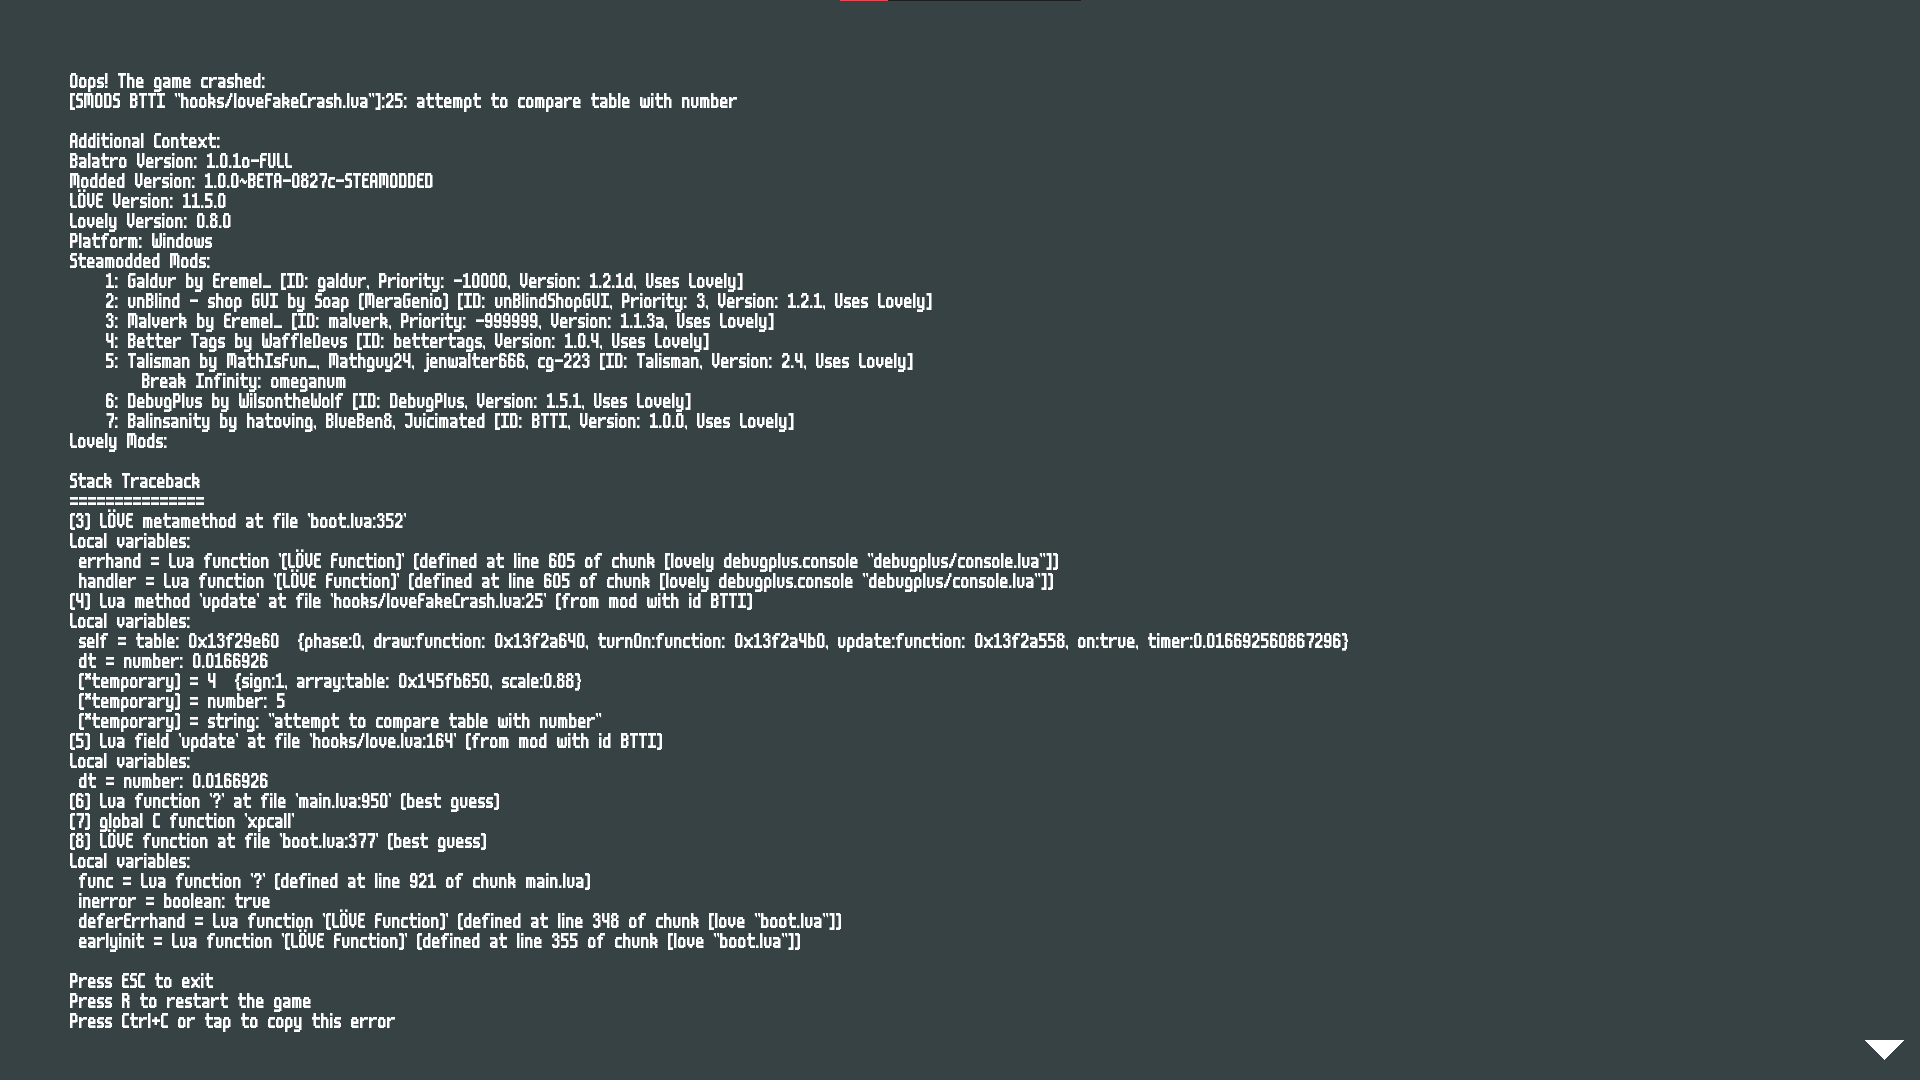 Oops! The game crashed:
[SMODS BTTI "hooks/loveFakeCrash.lua"]:25: attempt to compare table with number
Additional Context:
Balatro Version: 1.0.1o-FULL
Modded Version: 1.0.0~BETA-0827c-STEAMODDED
LÖVE Version: 11.5.0
Lovely Version: 0.8.0
Platform: Windows
Steamodded Mods:
1: Galdur by Eremel_ [ID: galdur, Priority: -10000, Version: 1.2.1d, Uses Lovely]
2: unBlind - shop GUI by Soap (MeraGenio) [ID: unBlindShopGUI, Priority: 3, Version: 1.2.1, Uses Lovely]
3: Malverk by Eremel_ [ID: malverk, Priority: -999999, Version: 1.1.3a, Uses Lovely]
4: Better Tags by WaffleDevs [ID: bettertags, Version: 1.0.4, Uses Lovely]
5: Talisman by MathIsFun_, Mathguy24, jenwalter666, cg-223 [ID: Talisman, Version: 2.4, Uses Lovely]
Break Infinity: omeganum
6: DebugPlus by WilsontheWolf [ID: DebugPlus, Version: 1.5.1, Uses Lovely]
7: Balinsanity by hatoving, BlueBen8, Juicimated [ID: BTTI, Version: 1.0.0, Uses Lovely]
Lovely Mods:
Stack Traceback
===============
(3) LÖVE metamethod at file 'boot.lua:352'
Local variables:
errhand = Lua function '(LÖVE Function)' (defined at line 605 of chunk [lovely debugplus.console "debugplus/console.lua"])
handler = Lua function '(LÖVE Function)' (defined at line 605 of chunk [lovely debugplus.console "debugplus/console.lua"])
(4) Lua method 'update' at file 'hooks/loveFakeCrash.lua:25' (from mod with id BTTI)
Local variables:
self = table: 0x13f29e60  {phase:0, draw:function: 0x13f2a640, turnOn:function: 0x13f2a4b0, update:function: 0x13f2a558, on:true, timer:0.016692560867296}
dt = number: 0.0166926
(*temporary) = 4  {sign:1, array:table: 0x145fb650, scale:0.88}
(*temporary) = number: 5
(*temporary) = string: "attempt to compare table with number"
(5) Lua field 'update' at file 'hooks/love.lua:164' (from mod with id BTTI)
Local variables:
dt = number: 0.0166926
(6) Lua function '?' at file 'main.lua:950' (best guess)
(7) global C function 'xpcall'
(8) LÖVE function at file 'boot.lua:377' (best guess)
Local variables:
func = Lua function '?' (defined at line 921 of chunk main.lua)
inerror = boolean: true
deferErrhand = Lua function '(LÖVE Function)' (defined at line 348 of chunk [love "boot.lua"])
earlyinit = Lua function '(LÖVE Function)' (defined at line 355 of chunk [love "boot.lua"])
Press ESC to exit
Press R to restart the game
Press Ctrl+C or tap to copy this error